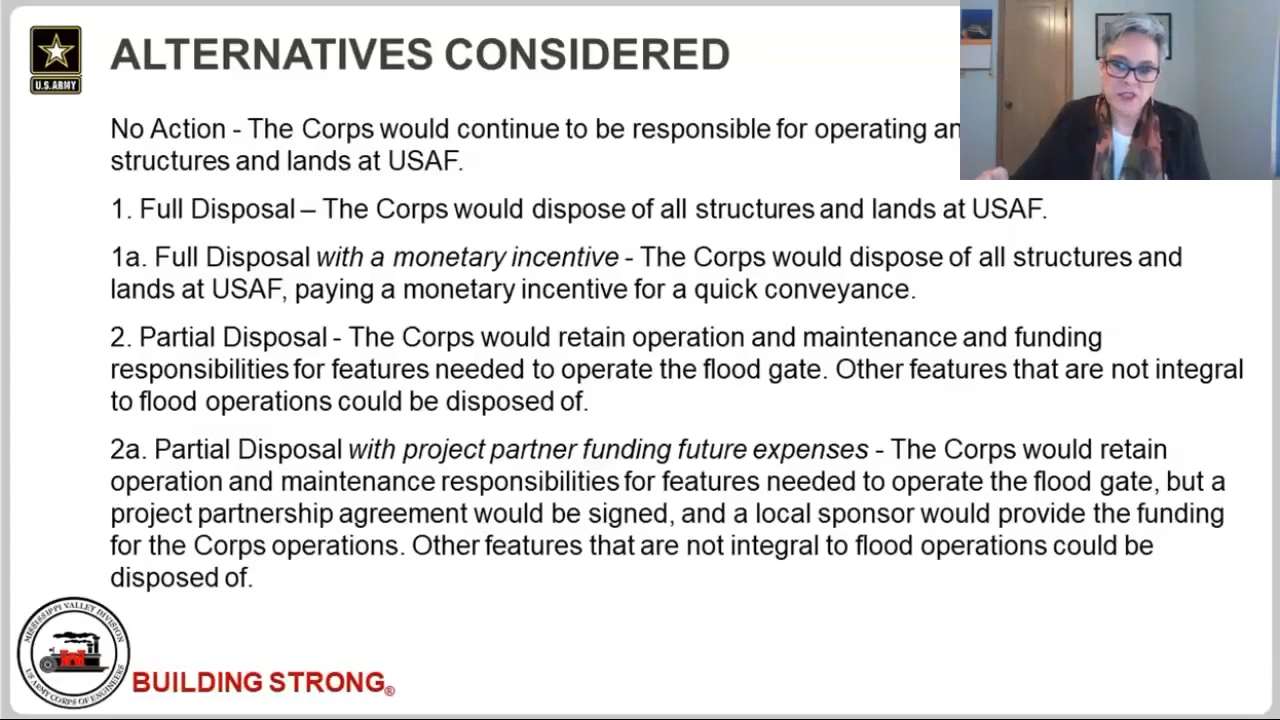 U.S.ARMY
ALTERNATIVES CONSIDERED
No Action - The Corps would continue to be responsible for operating
structures and lands at USAF.
1. Full Disposal – The Corps would dispose of all structures and lands at USAF.
1a. Full Disposal with a monetary incentive - The Corps would dispose of all structures and
lands at USAF, paying a monetary incentive for a quick conveyance.
2. Partial Disposal - The Corps would retain operation and maintenance and funding
responsibilities for features needed to operate the flood gate. Other features that are not integral
to flood operations could be disposed of.
2a. Partial Disposal with project partner funding future expenses - The Corps would retain
operation and maintenance responsibilities for features needed to operate the flood gate, but a
project partnership agreement would be signed, and a local sponsor would provide the funding
for the Corps operations. Other features that are not integral to flood operations could be
disposed of.
MISSISSIPPI VALLEY DIVISION
US ARMY CORPS OF ENGINEERS
BUILDING STRONG®